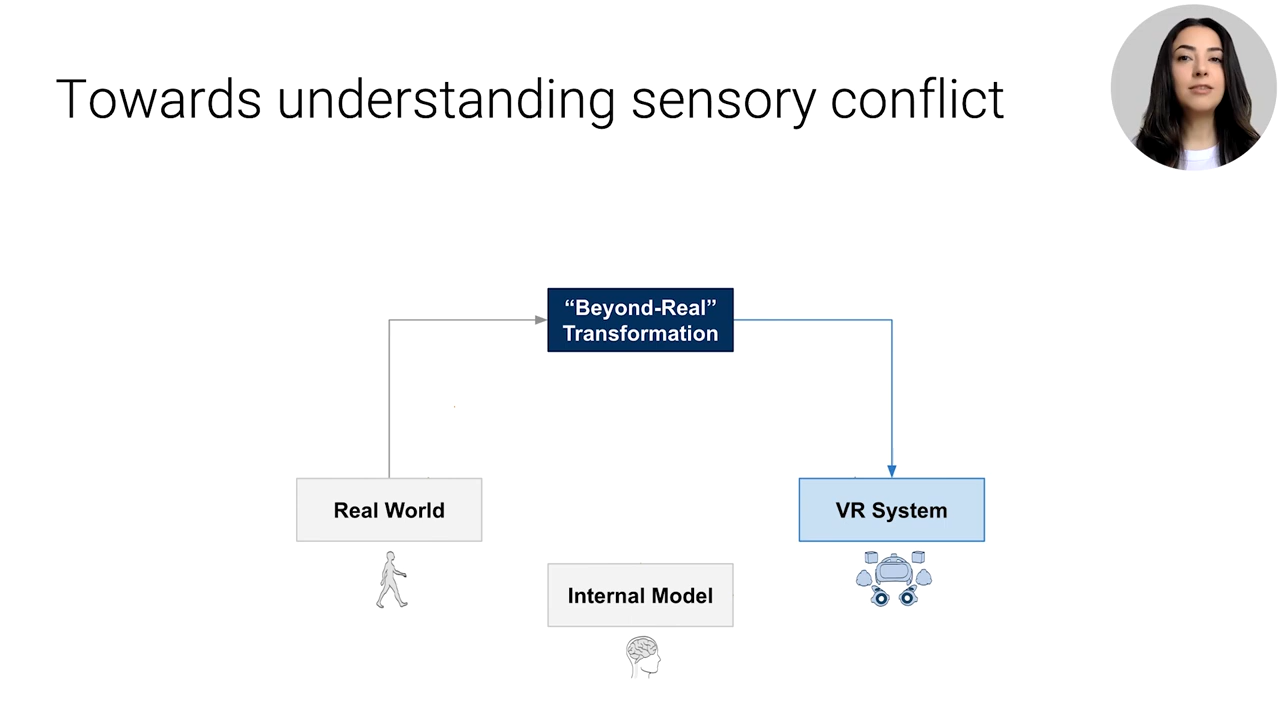 Towards understanding sensory conflict
“Beyond-Real”
Transformation
Real World
VR System
Internal Model